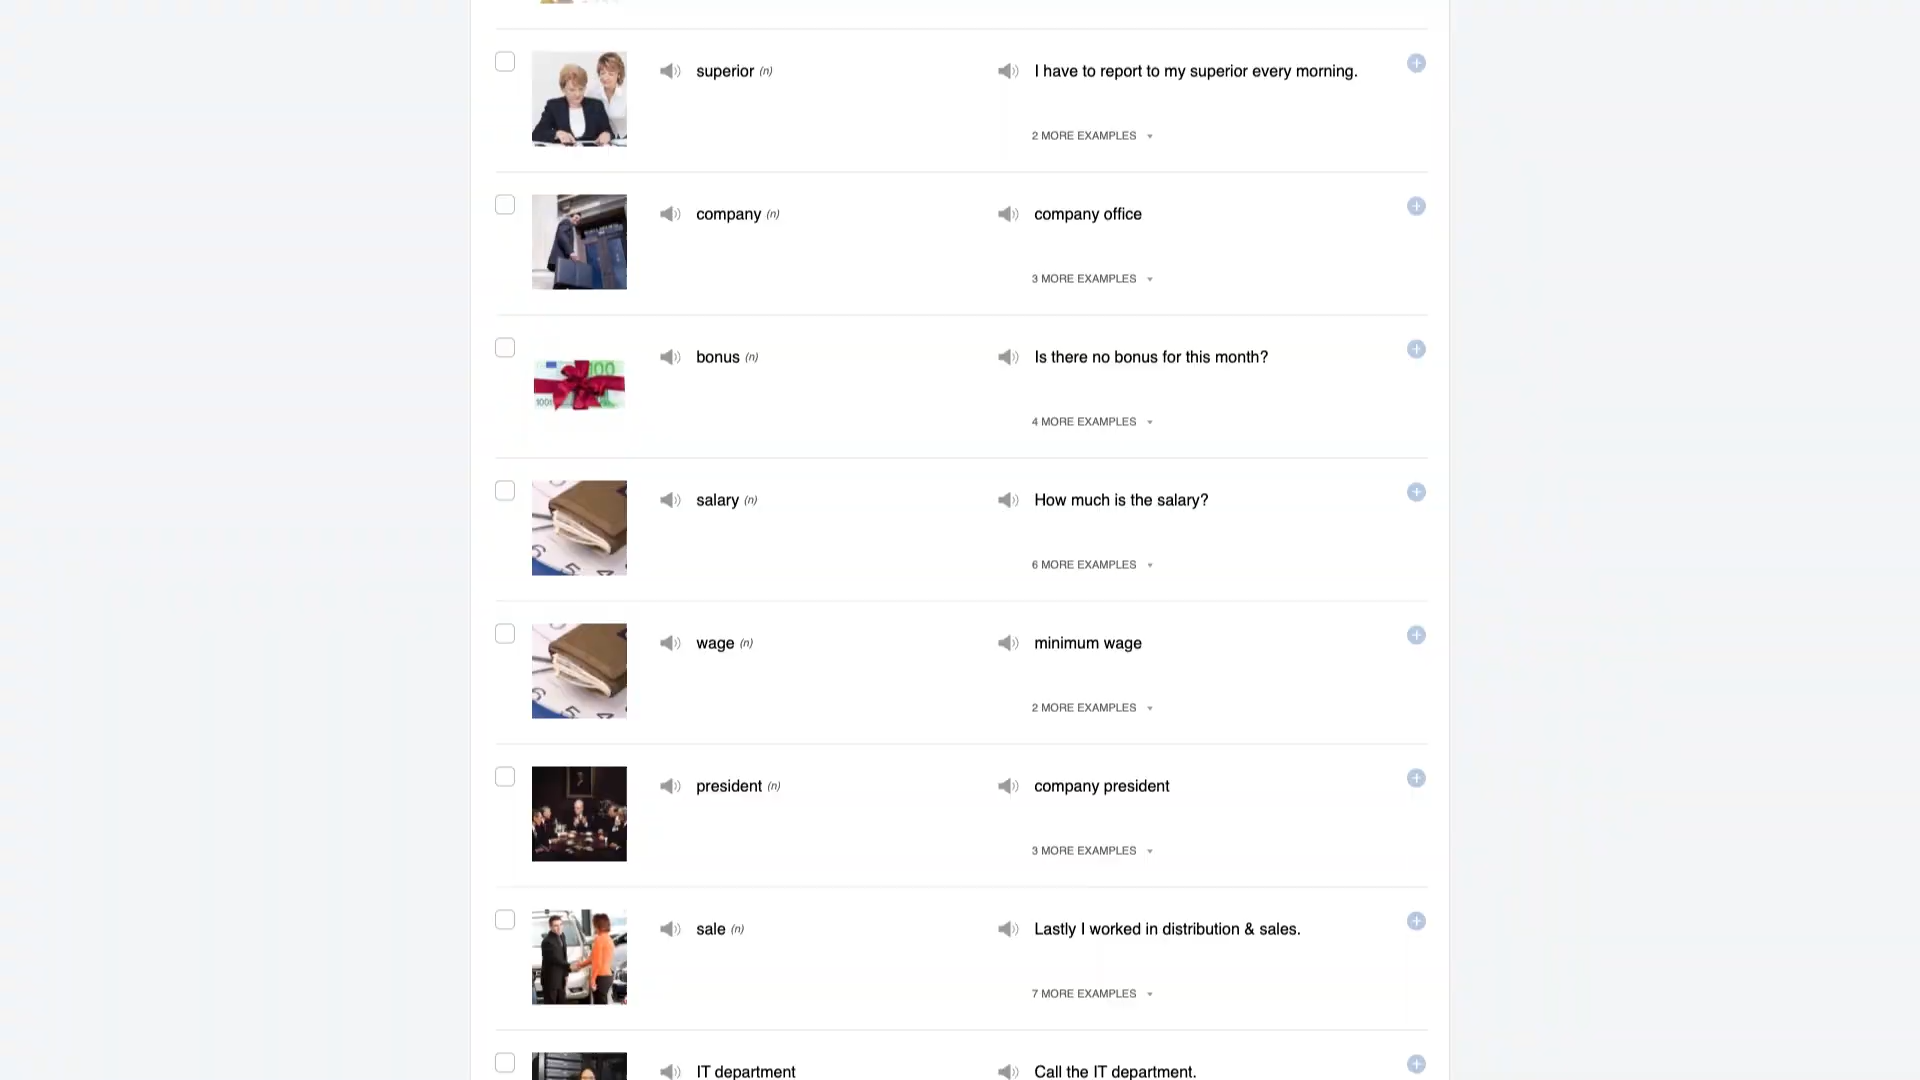 superior (n)
I have to report to my superior every morning.
2 MORE EXAMPLES
company (n)
company office
3 MORE EXAMPLES
bonus (n)
Is there no bonus for this month?
4 MORE EXAMPLES
salary (n)
How much is the salary?
6 MORE EXAMPLES
wage (n)
minimum wage
2 MORE EXAMPLES
president (n)
company president
3 MORE EXAMPLES
sale (n)
Lastly I worked in distribution & sales.
7 MORE EXAMPLES
IT department
Call the IT department.